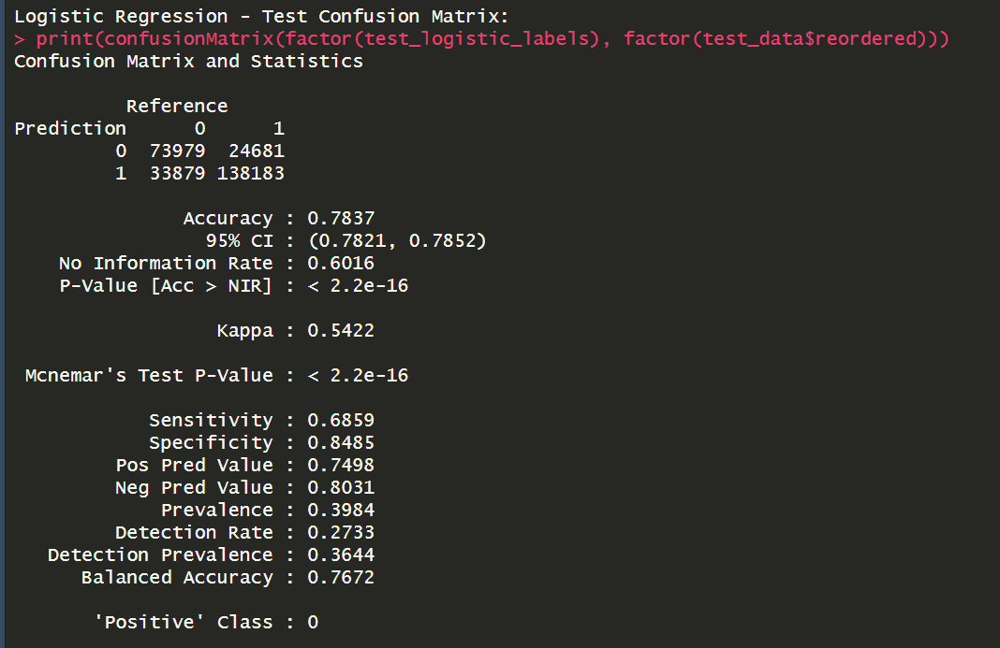 Logistic Regression - Test Confusion Matrix:
> print(confusionMatrix(factor(test_logistic_labels), factor(test_data$reordered)))
Confusion Matrix and Statistics
Reference
Prediction 0 1
0 73979 24681
1 33879 138183
Accuracy : 0.7837
95% CI : (0.7821, 0.7852)
No Information Rate : 0.6016
P-Value [Acc > NIR] : < 2.2e-16
Kappa : 0.5422
Mcnemar's Test P-Value : < 2.2e-16
Sensitivity : 0.6859
Specificity : 0.8485
Pos Pred Value : 0.7498
Neg Pred Value : 0.8031
Prevalence : 0.3984
Detection Rate : 0.2733
Detection Prevalence : 0.3644
Balanced Accuracy : 0.7672
'Positive' Class : 0